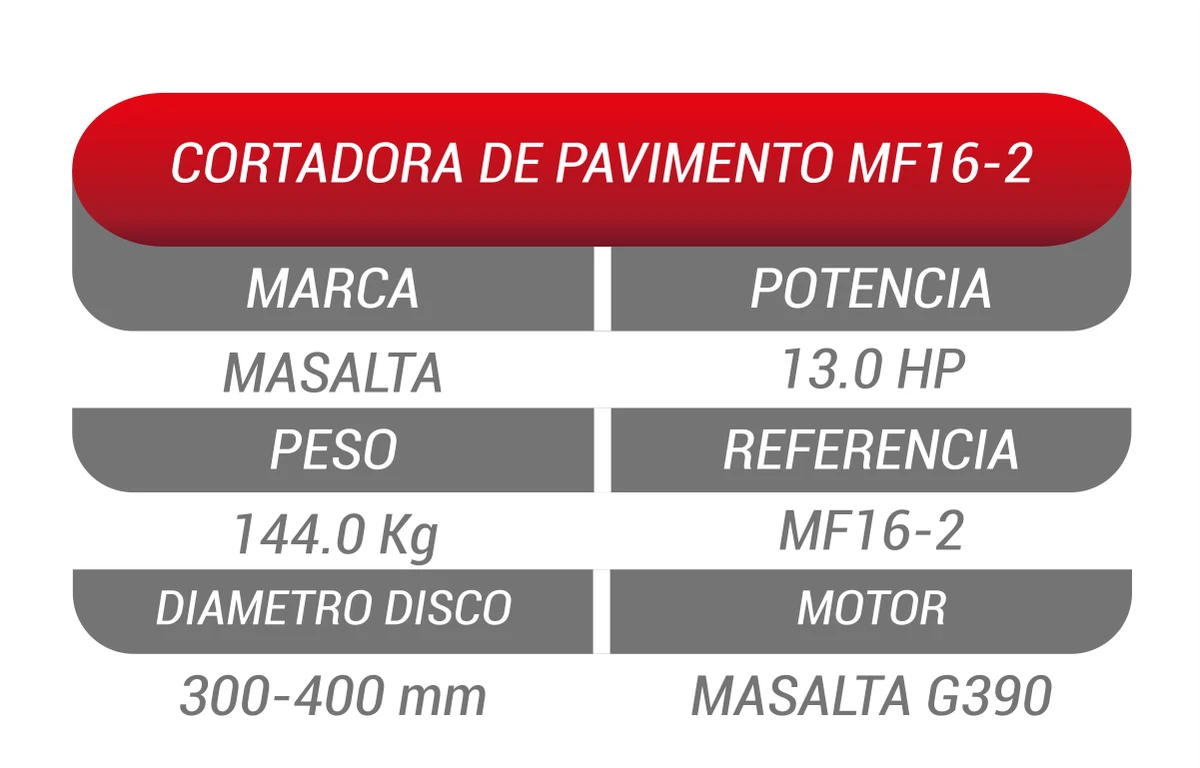 CORTADORA DE PAVIMENTO MF16-2
MARCA POTENCIA
MASALTA 13.0 HP
PESO REFERENCIA
144.0 Kg MF16-2
DIAMETRO DISCO MOTOR
300-400 mm MASALTA G390